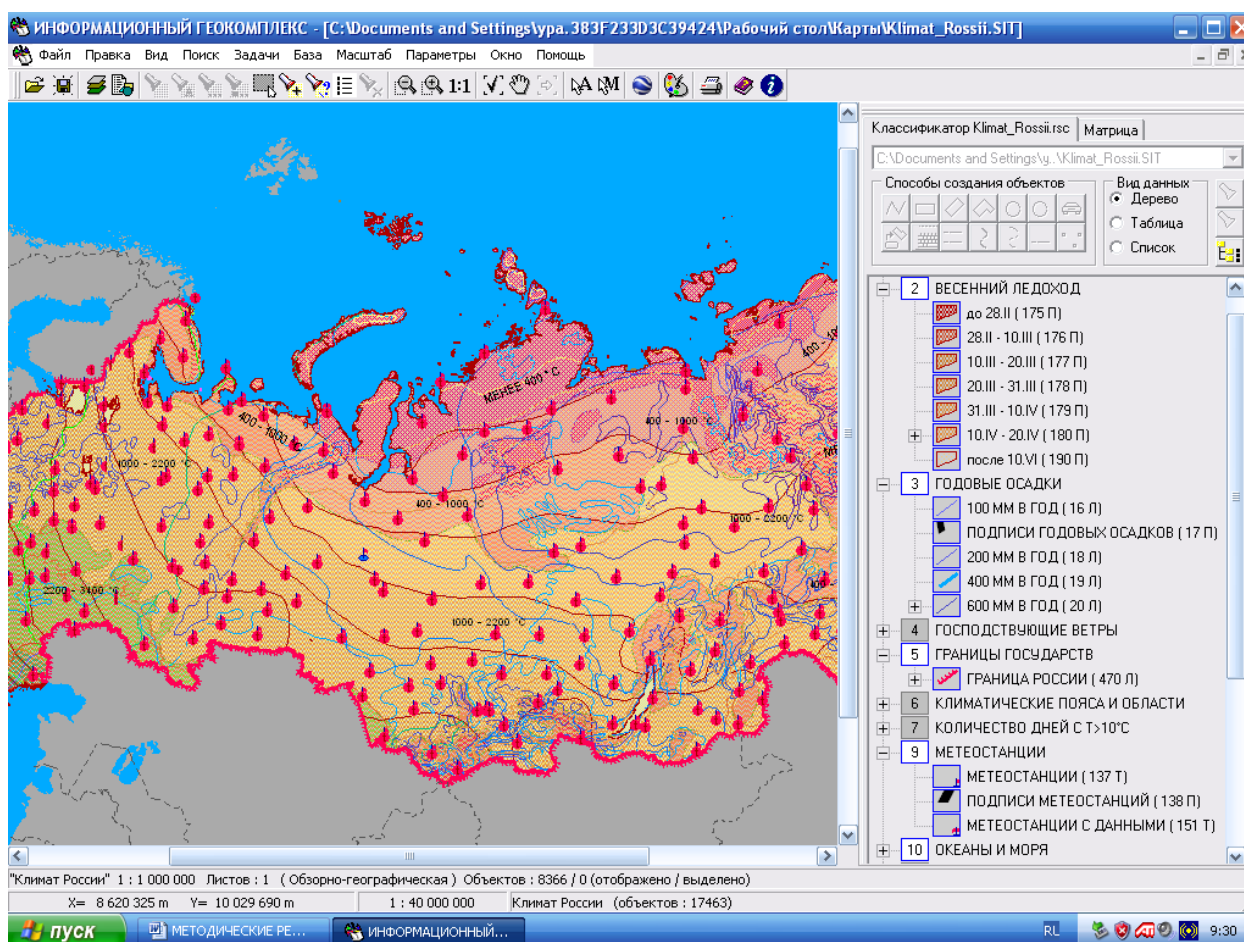 ИНФОРМАЦИОННЫЙ ГЕОКОМПЛЕКС - [C:\Documents and Settings\ypa.383F233D3C39424\Рабочий стол\Карты\Klimat_Rossii.SIT]
Файл Правка Вид Поиск Задачи База Масштаб Параметры Окно Помощь
1:1
Классификатор Klimat_Rossii.rsc Матрица
C:\Documents and Settings\y..\Klimat_Rossii.SIT
Способы создания объектов
Вид данных
Дерево
Таблица
Список
2 ВЕСЕННИЙ ЛЕДОХОД
до 28.II ( 175 П)
28.II - 10.III ( 176 П)
10.III - 20.III ( 177 П)
20.III - 31.III ( 178 П)
31.III - 10.IV ( 179 П)
10.IV - 20.IV ( 180 П)
после 10.VI ( 190 П)
3 ГОДОВЫЕ ОСАДКИ
100 ММ В ГОД ( 16 Л)
ПОДПИСИ ГОДОВЫХ ОСАДКОВ ( 17 П)
200 ММ В ГОД ( 18 Л)
400 ММ В ГОД ( 19 Л)
600 ММ В ГОД ( 20 Л)
4 ГОСПОДСТВУЮЩИЕ ВЕТРЫ
5 ГРАНИЦЫ ГОСУДАРСТВ
ГРАНИЦА РОССИИ ( 470 Л)
6 КЛИМАТИЧЕСКИЕ ПОЯСА И ОБЛАСТИ
7 КОЛИЧЕСТВО ДНЕЙ С Т>10°С
9 МЕТЕОСТАНЦИИ
МЕТЕОСТАНЦИИ ( 137 Т)
ПОДПИСИ МЕТЕОСТАНЦИЙ ( 138 П)
МЕТЕОСТАНЦИИ С ДАННЫМИ ( 151 Т)
10 ОКЕАНЫ И МОРЯ
МЕНЕЕ 400 °C
400 - 1000 °C
400 - 1000 °C
1000 - 2200 °C
400 - 1000 °C
1000 - 2200 °C
2200 - 3400 °C
1000 - 2200 °C
"Климат России" 1 : 1 000 000 Листов : 1 ( Обзорно-географическая ) Объектов : 8366 / 0 (отображено / выделено)
X= 8 620 325 m Y= 10 029 690 m 1 : 40 000 000 Климат России (объектов : 17463)
пуск МЕТОДИЧЕСКИЕ РЕ... ИНФОРМАЦИОННЫЙ... RL 9:30